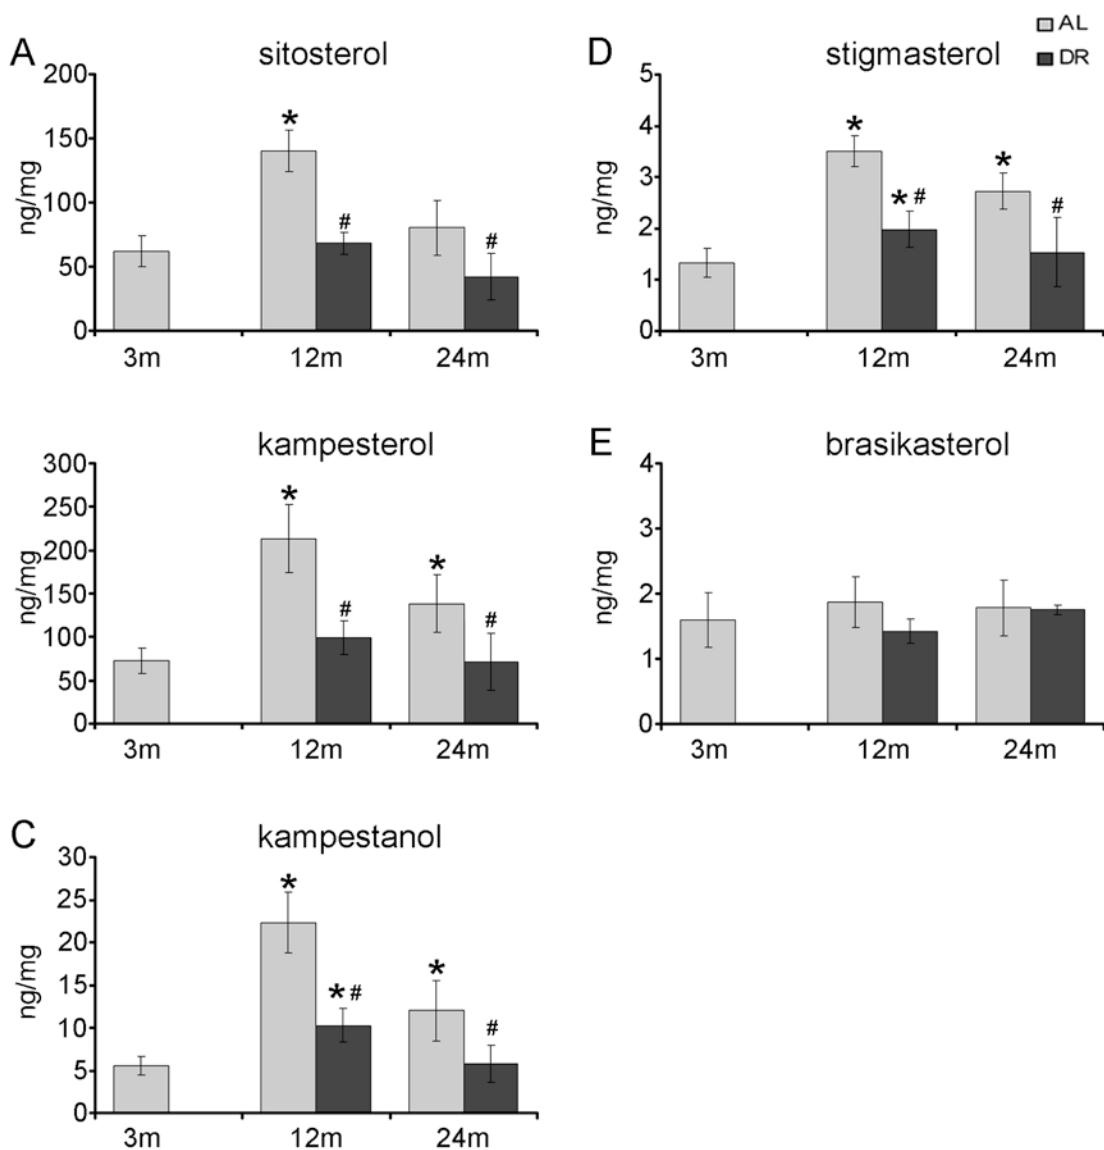 A
sitosterol
200
150
100
50
0
ng/mg
*
#
#
3m
12m
24m
AL
DR
D
stigmasterol
5
4
3
2
1
0
ng/mg
*
* #
*
#
3m
12m
24m
kampesterol
300
250
200
150
100
50
0
ng/mg
*
#
*
#
3m
12m
24m
E
brasikasterol
4
3
2
1
0
ng/mg
3m
12m
24m
C
kampestanol
30
25
20
15
10
5
0
ng/mg
*
* #
*
#
3m
12m
24m